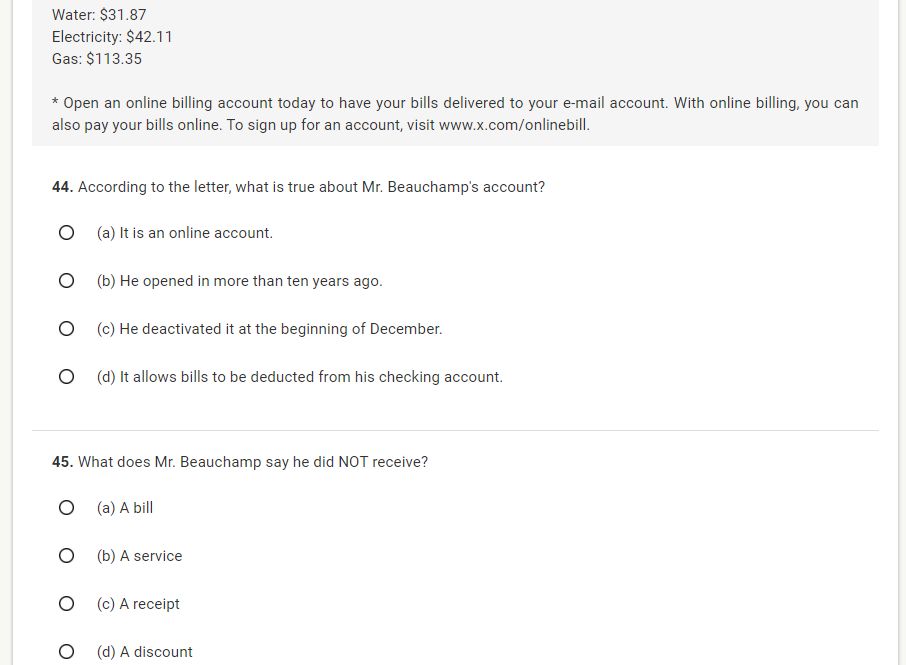 Water: $31.87
Electricity: $42.11
Gas: $113.35
* Open an online billing account today to have your bills delivered to your e-mail account. With online billing, you can
also pay your bills online. To sign up for an account, visit www.x.com/onlinebill.
44. According to the letter, what is true about Mr. Beauchamp's account?
(a) It is an online account.
(b) He opened in more than ten years ago.
(c) He deactivated it at the beginning of December.
(d) It allows bills to be deducted from his checking account.
45. What does Mr. Beauchamp say he did NOT receive?
(a) A bill
(b) A service
(c) A receipt
(d) A discount